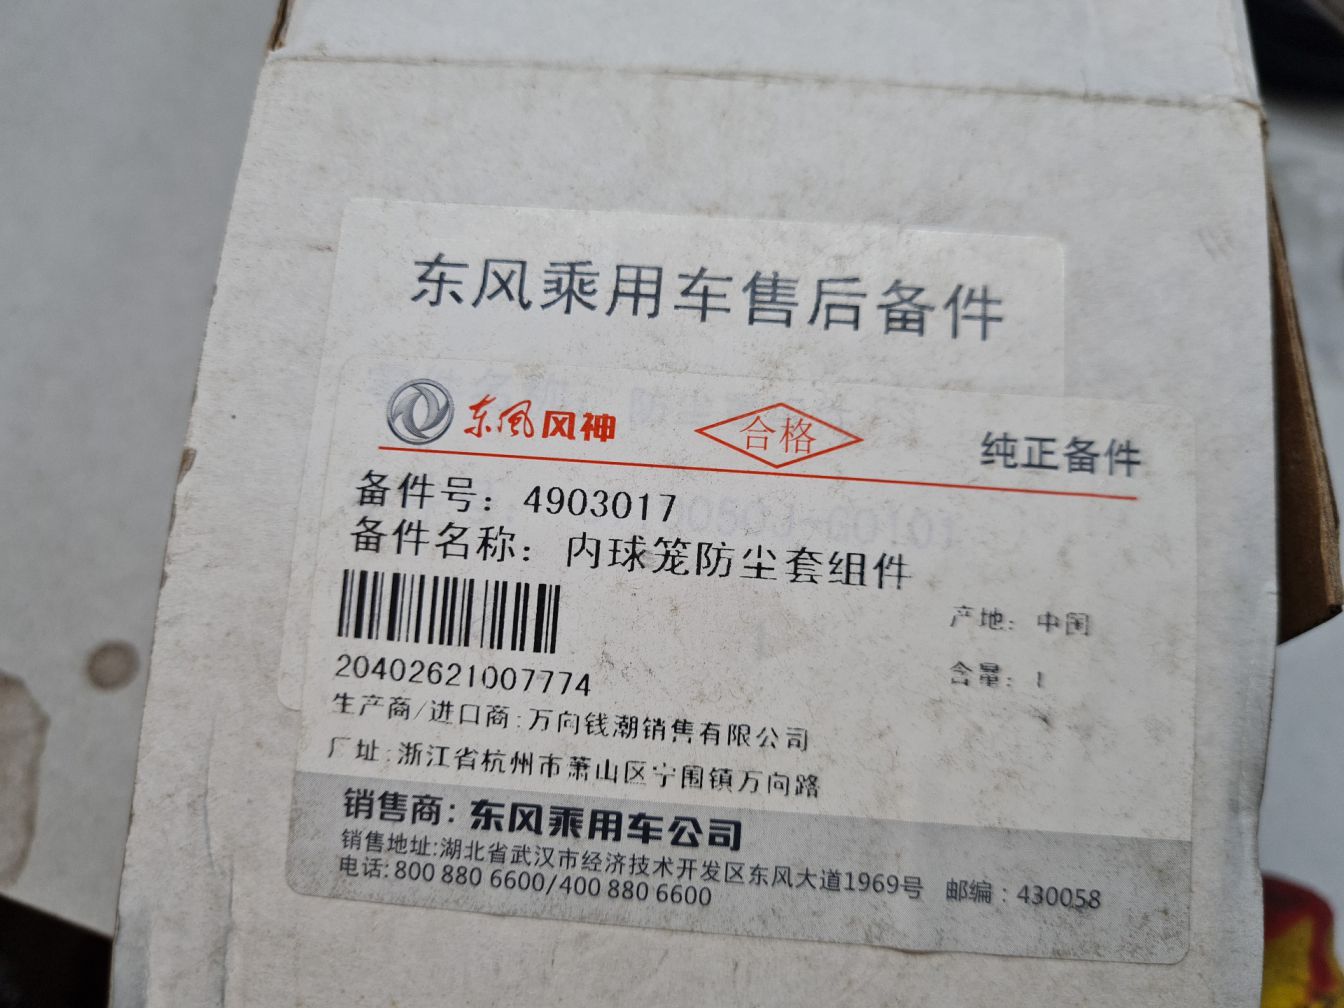 东风乘用车售后备件
东风风神 合格 纯正备件
备件号：4903017
备件名称：内球笼防尘套组件
产地：中国
20402621007774
含量：1
生产商/进口商:万向钱潮销售有限公司
厂址:浙江省杭州市萧山区宁围镇万向路
销售商：东风乘用车公司
销售地址:湖北省武汉市经济技术开发区东风大道1969号 邮编：430058
电话:800 880 6600/400 880 6600